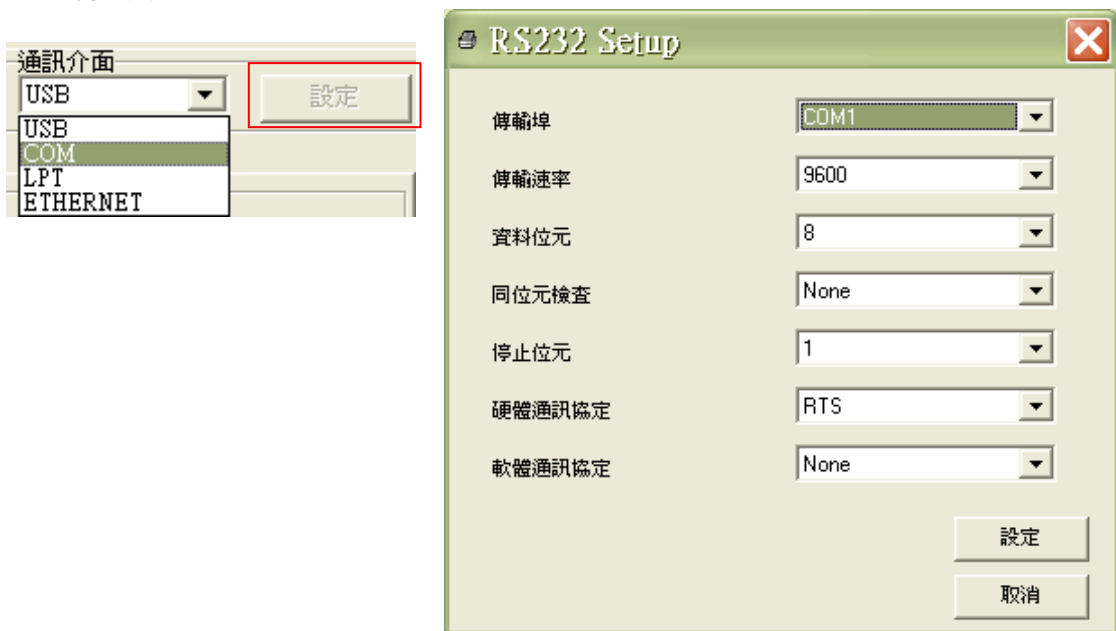 通訊介面
USB
設定
USB
COM
LPT
ETHERNET
RS232 Setup
傳輸埠 COM1
傳輸速率 9600
資料位元 8
同位元檢查 None
停止位元 1
硬體通訊協定 RTS
軟體通訊協定 None
設定
取消